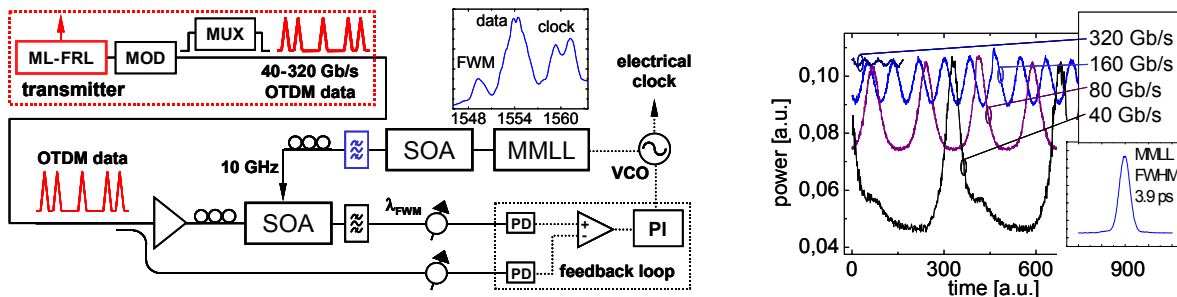 ML-FRL
MOD
MUX
transmitter
40-320 Gb/s
OTDM data
data
clock
FWM
1548 1554 1560
electrical
clock
OTDM data
10 GHz
SOA
MMLL
VCO
SOA
λFWM
PD
+
-
PI
PD
feedback loop
320 Gb/s
160 Gb/s
80 Gb/s
40 Gb/s
0,10
0,08
0,06
0,04
power [a.u.]
MMLL
FWHM
3.9 ps
0 300 600 900
time [a.u.]